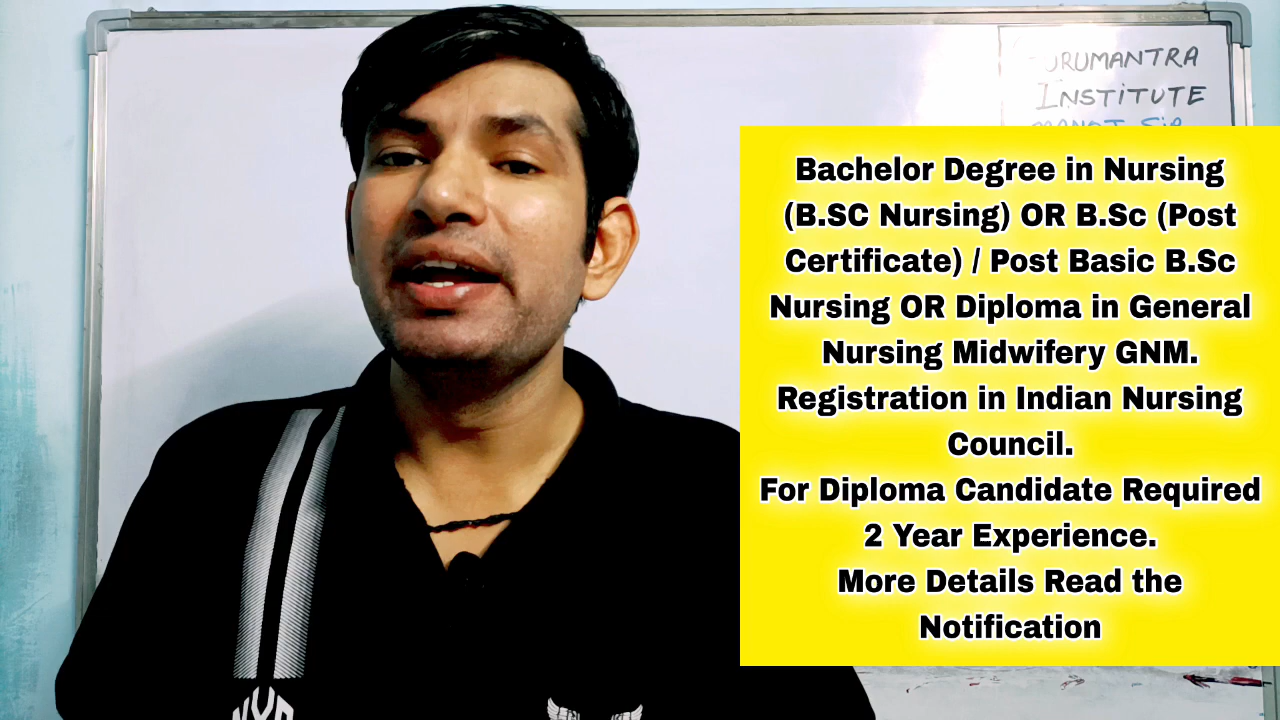 INSTITUTE
Bachelor Degree in Nursing
(B.SC Nursing) OR B.Sc (Post
Certificate) / Post Basic B.Sc
Nursing OR Diploma in General
Nursing Midwifery GNM.
Registration in Indian Nursing
Council.
For Diploma Candidate Required
2 Year Experience.
More Details Read the
Notification